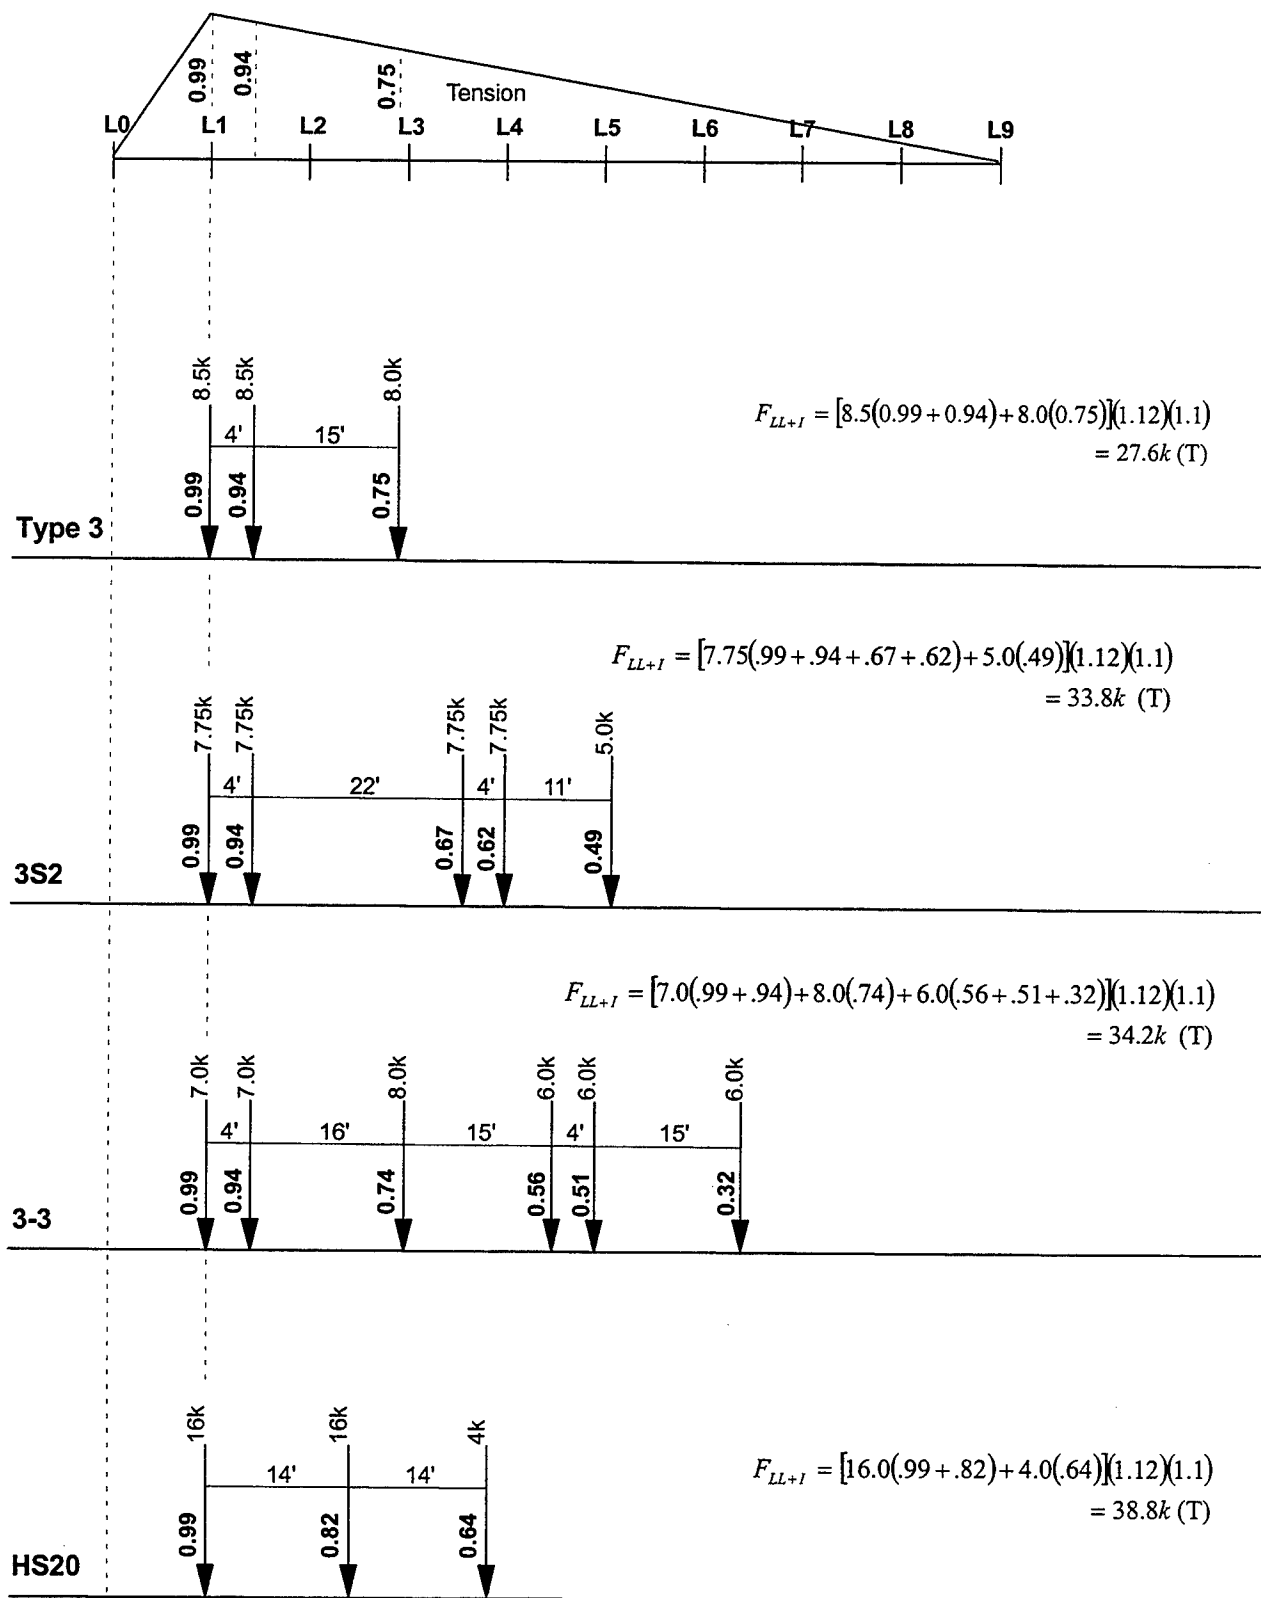 0.99 0.94 0.75
Tension
L0 L1 L2 L3 L4 L5 L6 L7 L8 L9
8.5k 8.5k 8.0k
4' 15'
0.99 0.94 0.75
Type 3
F_{LL+I} = [8.5(0.99 + 0.94) + 8.0(0.75)](1.12)(1.1)
= 27.6k (T)
F_{LL+I} = [7.75(.99 + .94 + .67 + .62) + 5.0(.49)](1.12)(1.1)
= 33.8k (T)
7.75k 7.75k 7.75k 7.75k 5.0k
4' 22' 4' 11'
0.99 0.94 0.67 0.62 0.49
3S2
F_{LL+I} = [7.0(.99 + .94) + 8.0(.74) + 6.0(.56 + .51 + .32)](1.12)(1.1)
= 34.2k (T)
7.0k 7.0k 8.0k 6.0k 6.0k 6.0k
4' 16' 15' 4' 15'
0.99 0.94 0.74 0.56 0.51 0.32
3-3
16k 16k 4k
14' 14'
0.99 0.82 0.64
HS20
F_{LL+I} = [16.0(.99 + .82) + 4.0(.64)](1.12)(1.1)
= 38.8k (T)